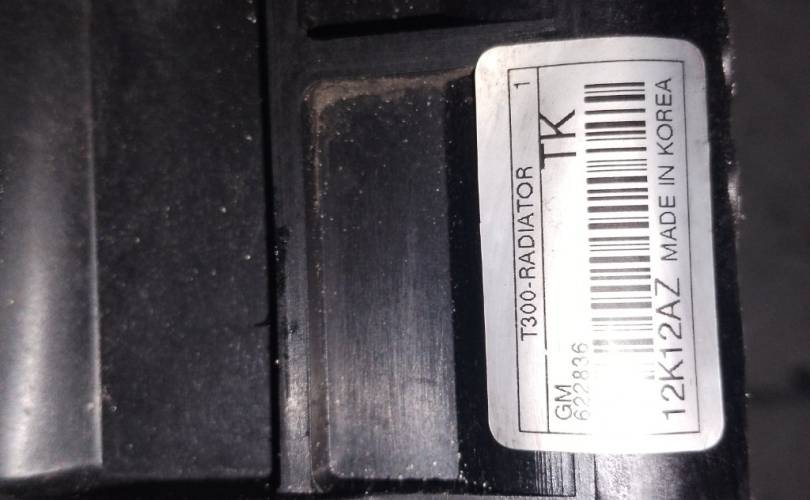 T300-RADIATOR 1
GM TK
622836
12K12AZ MADE IN KOREA